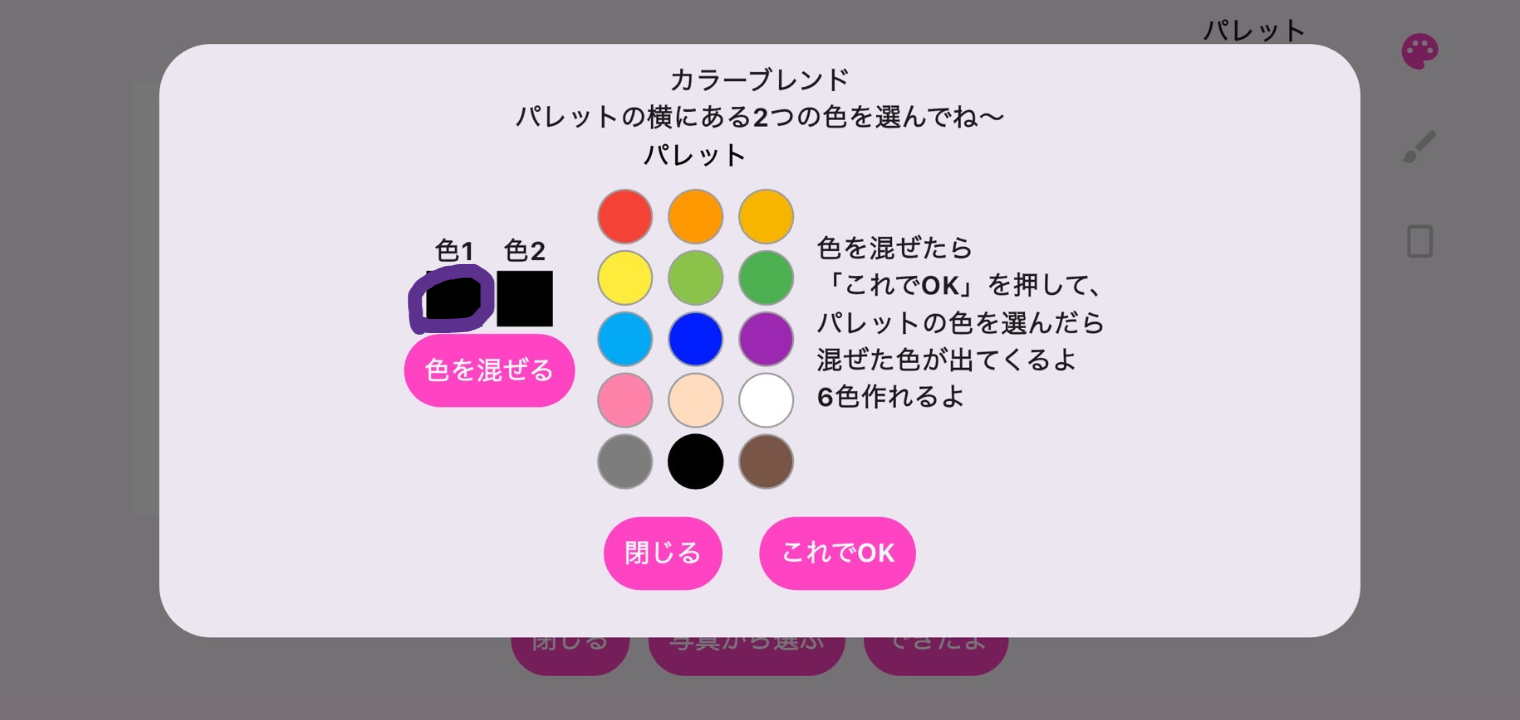 パレット
カラーブレンド
パレットの横にある2つの色を選んでね〜
パレット
色1 色2
色を混ぜる
色を混ぜたら
「これでOK」を押して、
パレットの色を選んだら
混ぜた色が出てくるよ
6色作れるよ
閉じる これでOK
閉じる 写真から選ぶ できたよ